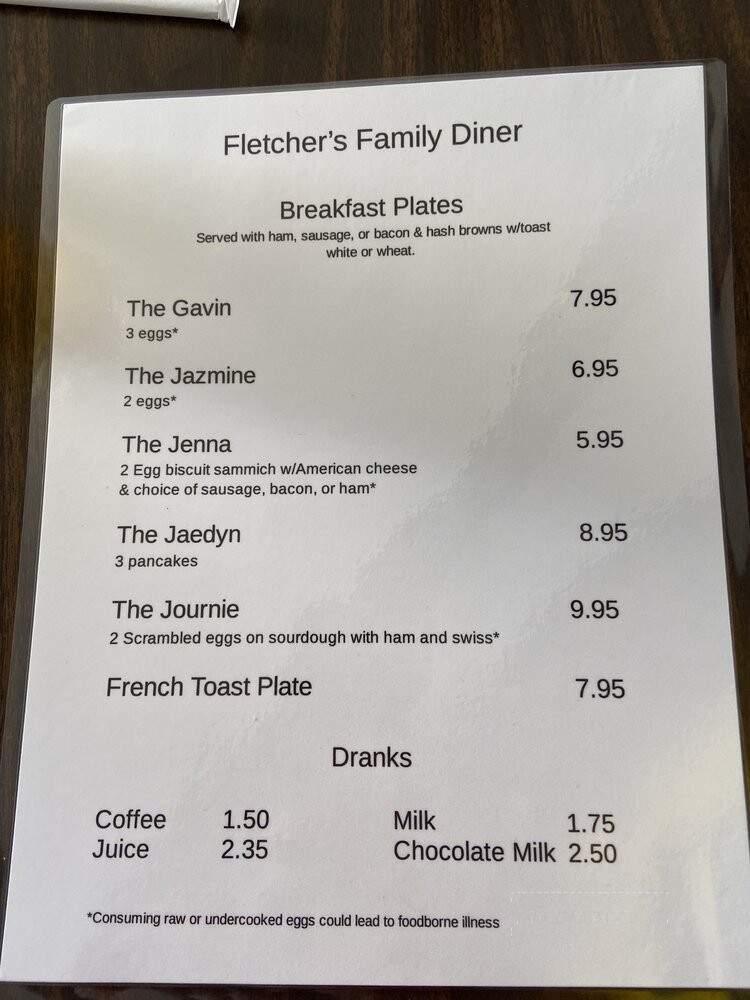 Fletcher's Family Diner
Breakfast Plates
Served with ham, sausage, or bacon & hash browns w/toast
white or wheat.
The Gavin 7.95
3 eggs*
The Jazmine 6.95
2 eggs*
The Jenna 5.95
2 Egg biscuit sammich w/American cheese
& choice of sausage, bacon, or ham*
The Jaedyn 8.95
3 pancakes
The Journie 9.95
2 Scrambled eggs on sourdough with ham and swiss*
French Toast Plate 7.95
Dranks
Coffee 1.50 Milk 1.75
Juice 2.35 Chocolate Milk 2.50
*Consuming raw or undercooked eggs could lead to foodborne illness